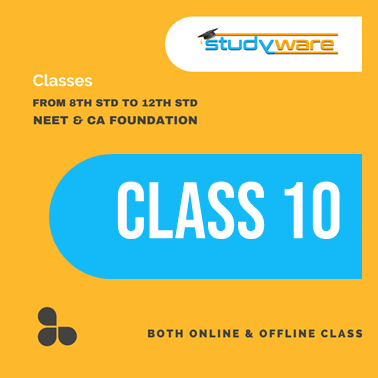 studyware
Classes
FROM 8TH STD TO 12TH STD
NEET & CA FOUNDATION
CLASS 10
BOTH ONLINE & OFFLINE CLASS